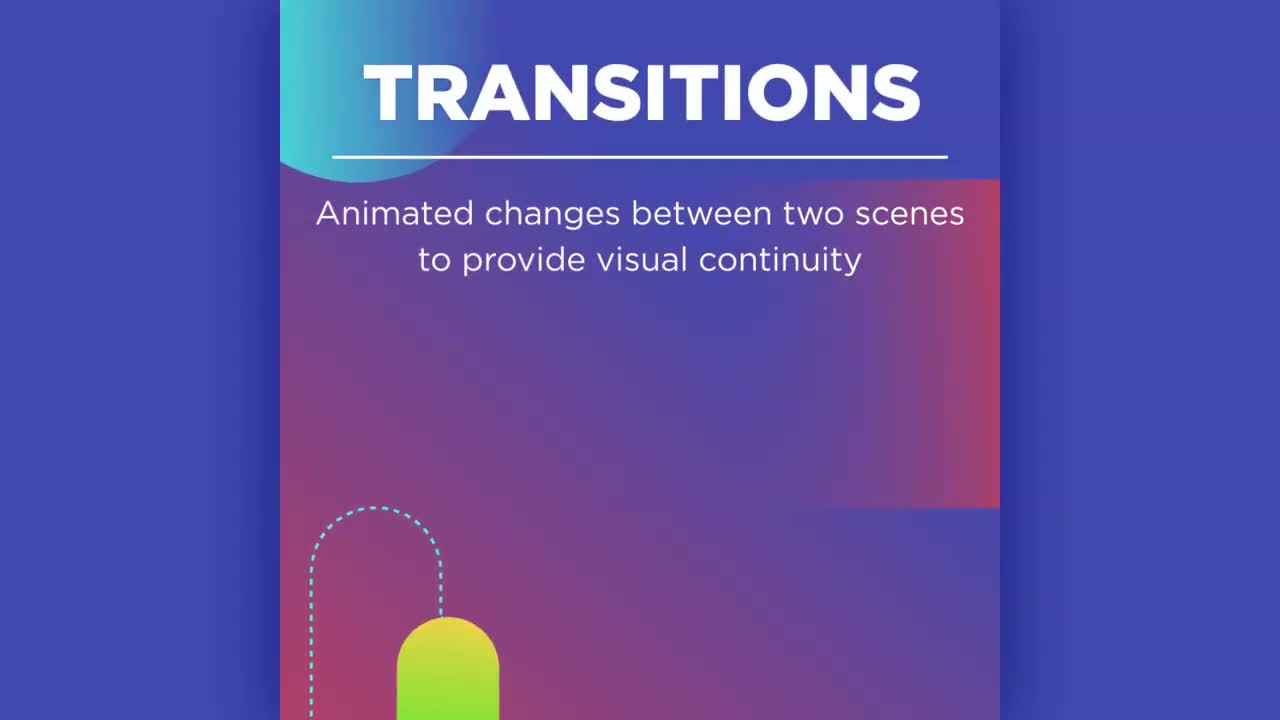 TRANSITIONS
Animated changes between two scenes
to provide visual continuity